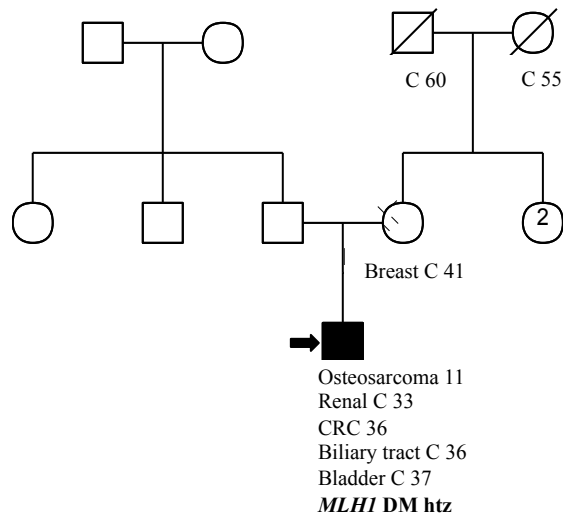 C 60
C 55
2
Breast C 41
Osteosarcoma 11
Renal C 33
CRC 36
Biliary tract C 36
Bladder C 37
MLH1 DM htz